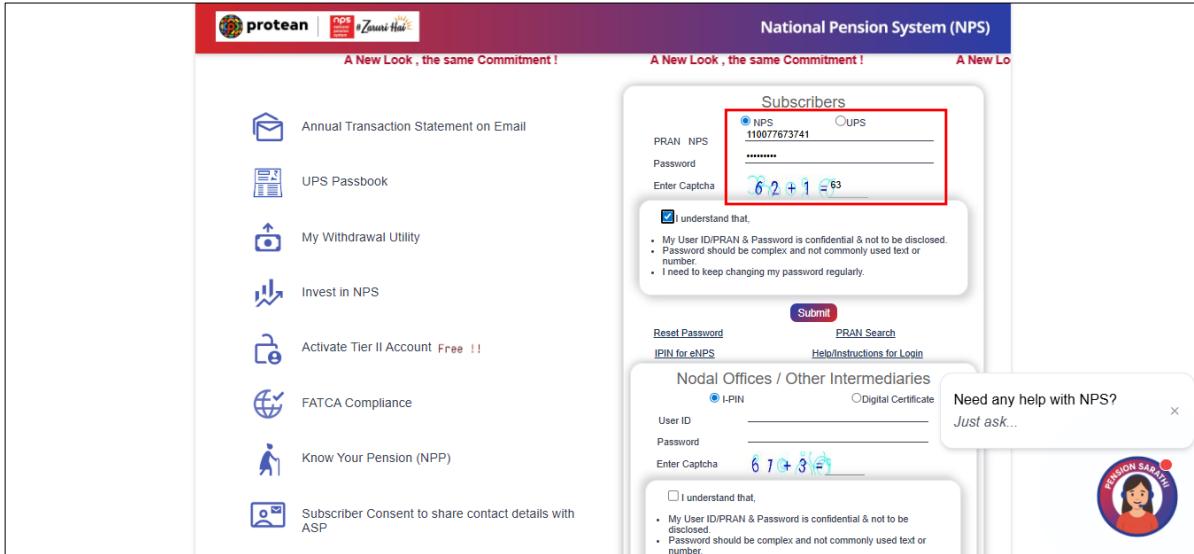 protean
nps
national
pension
system
#Zaruri Hai
National Pension System (NPS)
A New Look , the same Commitment !
A New Look , the same Commitment !
A New Lo
Annual Transaction Statement on Email
UPS Passbook
My Withdrawal Utility
Invest in NPS
Activate Tier II Account Free !!
FATCA Compliance
Know Your Pension (NPP)
Subscriber Consent to share contact details with
ASP
Subscribers
NPS UPS
PRAN NPS 110077673741
Password •••••••••
Enter Captcha 6 2 + 1 = 63
I understand that,
• My User ID/PRAN & Password is confidential & not to be disclosed.
• Password should be complex and not commonly used text or
number.
• I need to keep changing my password regularly.
Submit
Reset Password PRAN Search
IPIN for eNPS Help/Instructions for Login
Nodal Offices / Other Intermediaries
I-PIN Digital Certificate
User ID
Password
Enter Captcha 6 1 + 3 =
I understand that,
• My User ID/PRAN & Password is confidential & not to be
disclosed.
• Password should be complex and not commonly used text or
number.
Need any help with NPS?
×
Just ask...
PENSION SARATHI